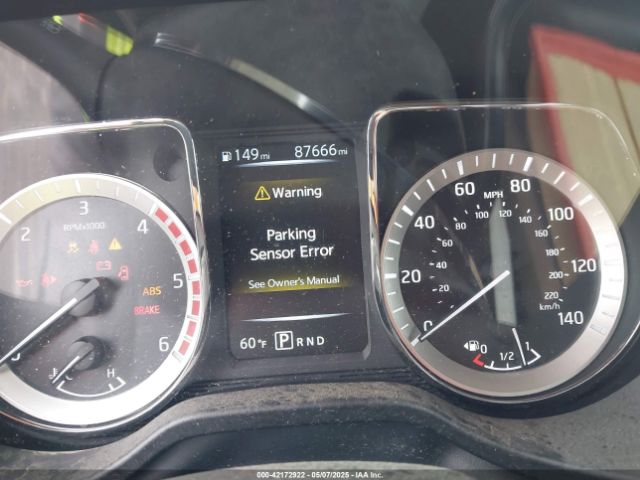 149 mi 87666 mi
Warning
Parking
Sensor Error
See Owner's Manual
60°F P R N D
2 3 4 5 6
RPM x1000
ABS
BRAKE
H
0 20 40 60 80 100 120 140
MPH
20 40 60 80 100 120 140 160 180 200 220
km/h
0 1/2 1
000-42172922 - 05/07/2025 - IAA Inc.